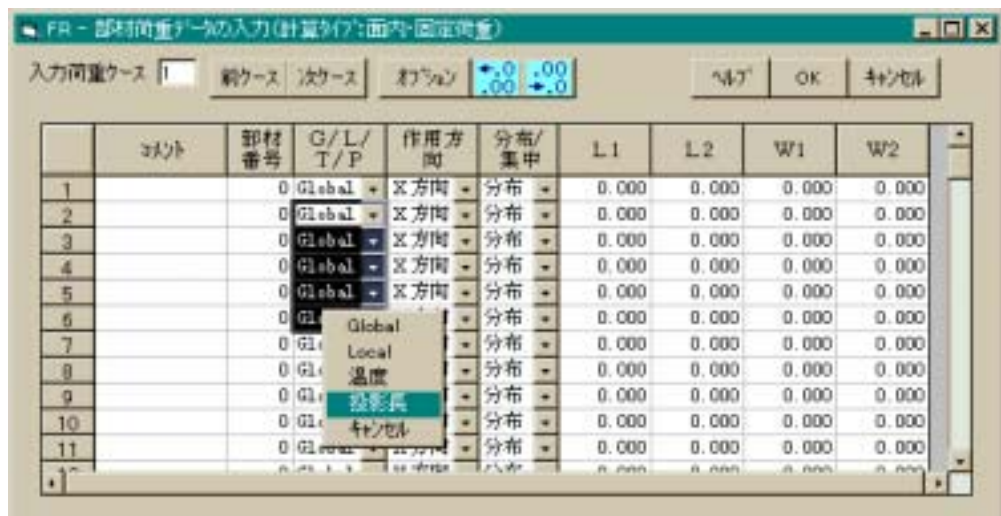 FR - 部材荷重ﾃﾞｰﾀの入力(計算ﾀｲﾌﾟ:面内・固定荷重)
入力荷重ケース 1 前ケース 次ケース ｵﾌﾟｼｮﾝ ←.0 .00 .00 →.0 ﾍﾙﾌﾟ OK ｷｬﾝｾﾙ
ｺﾒﾝﾄ 部材番号 G/L/T/P 作用方向 分布/集中 L1 L2 W1 W2
1 0 Global X方向 分布 0.000 0.000 0.000 0.000
2 0 Global X方向 分布 0.000 0.000 0.000 0.000
3 0 Global X方向 分布 0.000 0.000 0.000 0.000
4 0 Global X方向 分布 0.000 0.000 0.000 0.000
5 0 Global X方向 分布 0.000 0.000 0.000 0.000
6 0 分布 0.000 0.000 0.000 0.000
7 0 分布 0.000 0.000 0.000 0.000
8 0 分布 0.000 0.000 0.000 0.000
9 0 分布 0.000 0.000 0.000 0.000
10 0 分布 0.000 0.000 0.000 0.000
11 0 分布 0.000 0.000 0.000 0.000
Global
Local
温度
投影長
ｷｬﾝｾﾙ